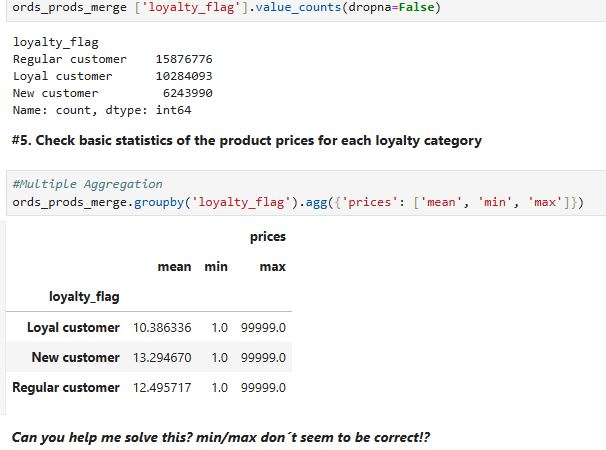 ords_prods_merge ['loyalty_flag'].value_counts(dropna=False)
loyalty_flag
Regular customer 15876776
Loyal customer 10284093
New customer 6243990
Name: count, dtype: int64
#5. Check basic statistics of the product prices for each loyalty category
#Multiple Aggregation
ords_prods_merge.groupby('loyalty_flag').agg({'prices': ['mean', 'min', 'max']})
prices
mean min max
loyalty_flag
Loyal customer 10.386336 1.0 99999.0
New customer 13.294670 1.0 99999.0
Regular customer 12.495717 1.0 99999.0
Can you help me solve this? min/max don´t seem to be correct!?